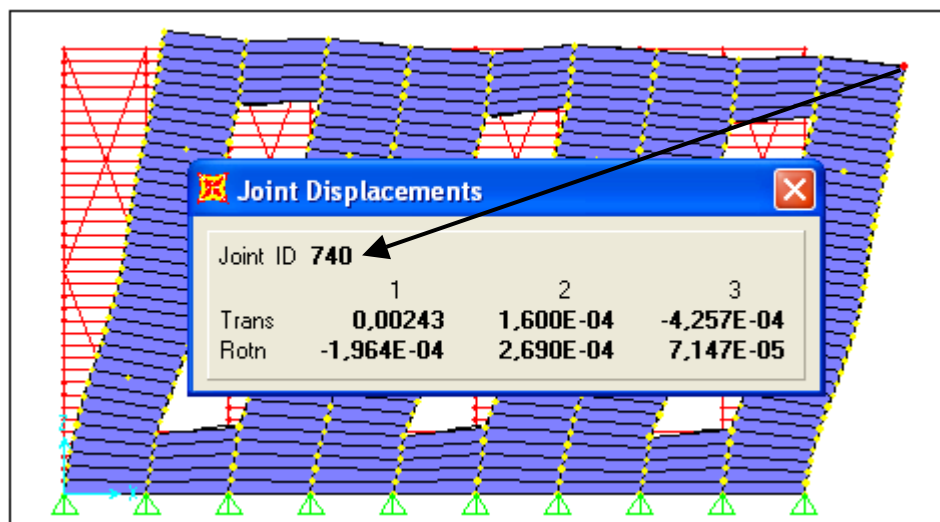 Joint Displacements
Joint ID 740
1 2 3
Trans 0,00243 1,600E-04 -4,257E-04
Rotn -1,964E-04 2,690E-04 7,147E-05